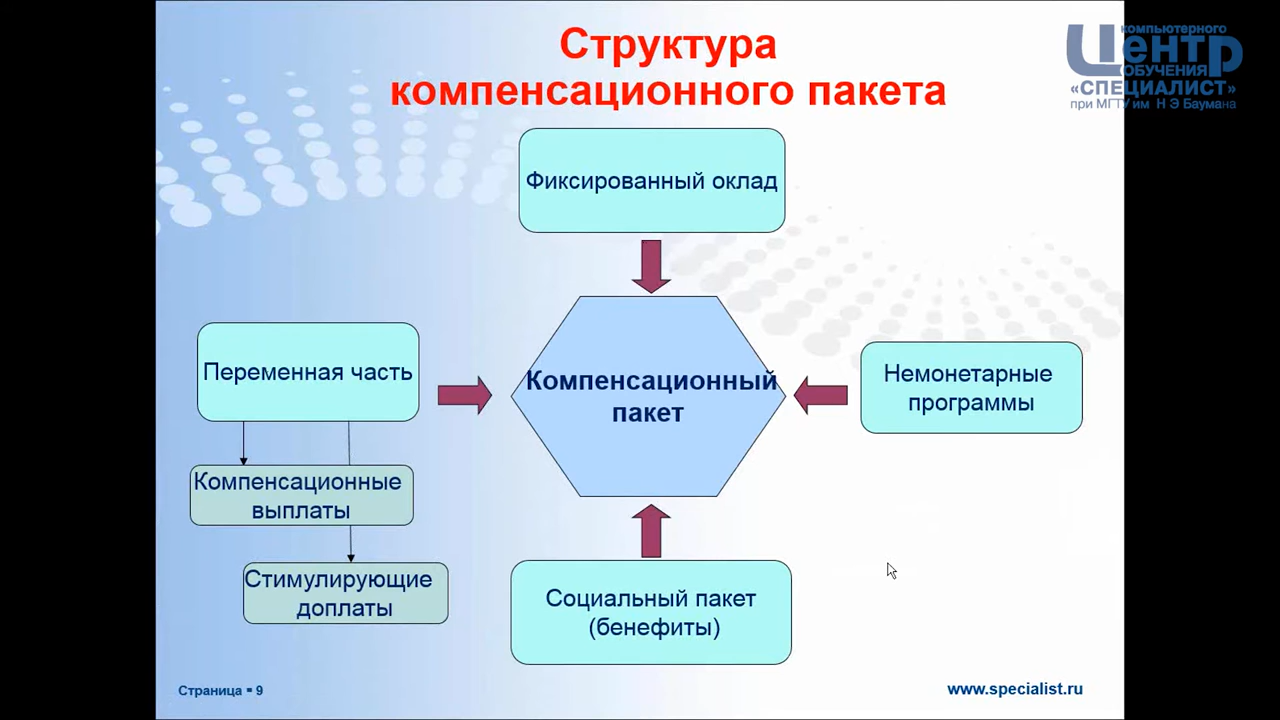 Структура
компенсационного пакета
компьютерного
Центр
ОБУЧЕНИЯ
«СПЕЦИАЛИСТ»
при МГТУ им Н Э Баумана
Фиксированный оклад
Переменная часть
Компенсационный
пакет
Немонетарные
программы
Компенсационные
выплаты
Стимулирующие
доплаты
Социальный пакет
(бенефиты)
Страница ▪ 9
www.specialist.ru